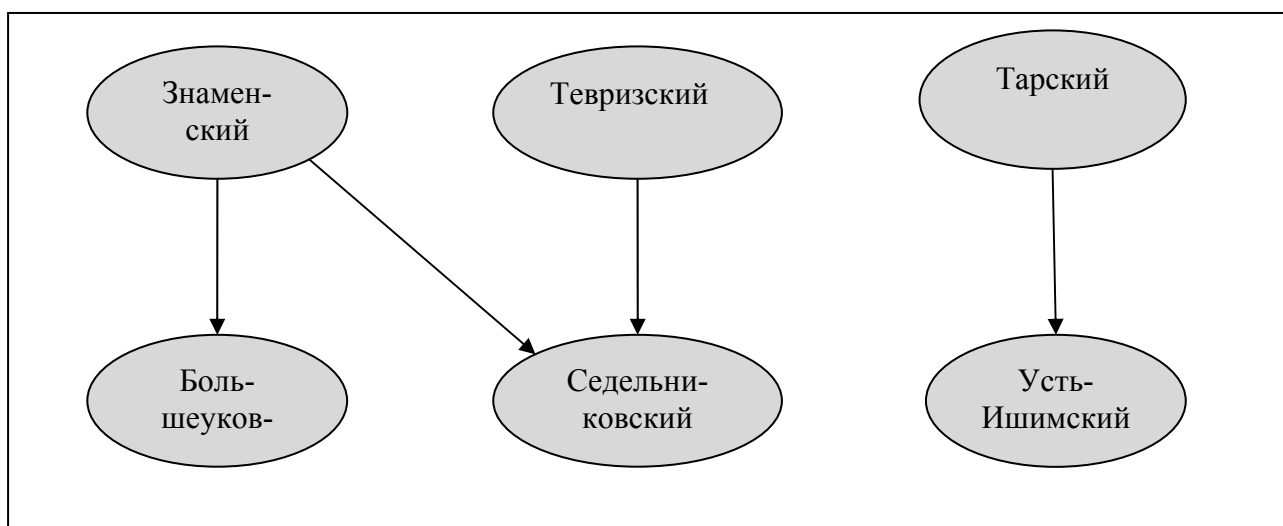 Знамен-
ский
Тевризский
Тарский
Боль-
шеуков-
Седельни-
ковский
Усть-
Ишимский